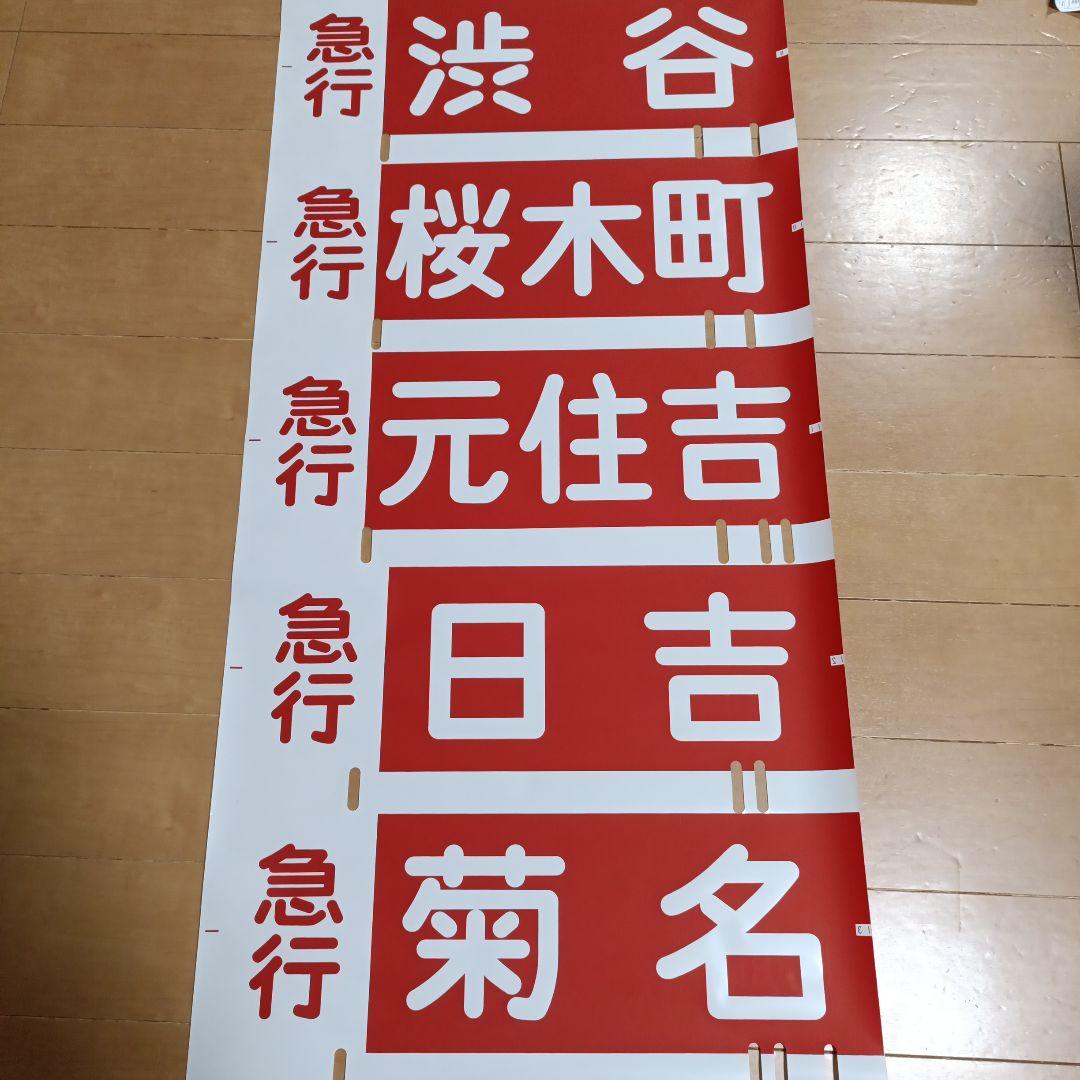 急行 渋谷
急行 桜木町
急行 元住吉
急行 日吉
急行 菊名